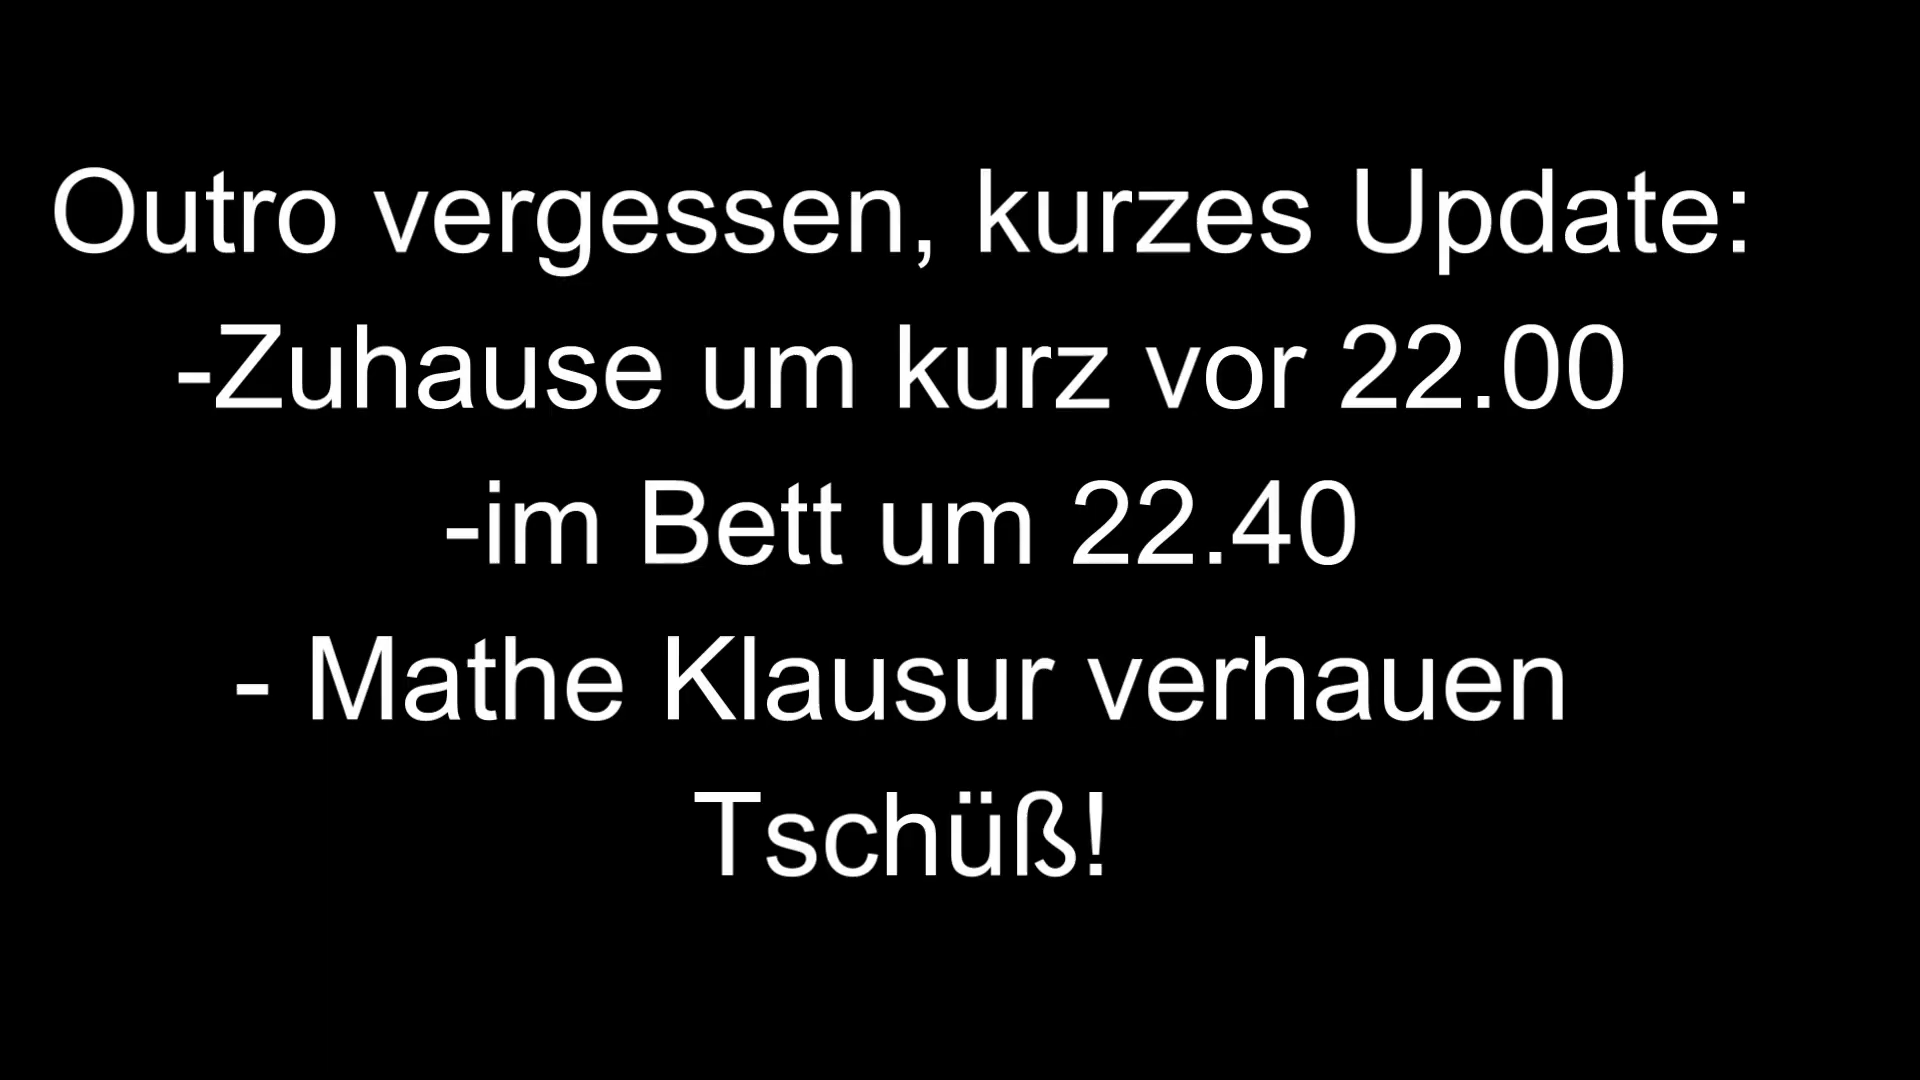 Outro vergessen, kurzes Update:
-Zuhause um kurz vor 22.00
-im Bett um 22.40
- Mathe Klausur verhauen
Tschüß!